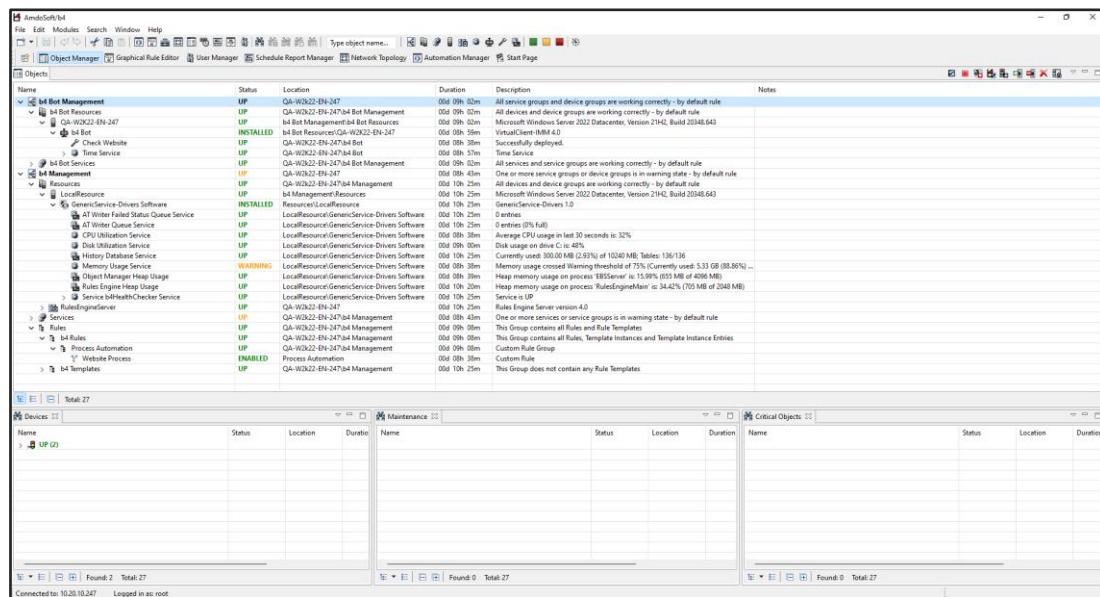 AmdoSoft/b4
File Edit Modules Search Window Help
Type object name...
Object Manager Graphical Rule Editor User Manager Schedule Report Manager Network Topology Automation Manager Start Page
Objects
Name Status Location Duration Description Notes
b4 Bot Management UP QA-W2k22-EN-247 00d 09h 02m All service groups and device groups are working correctly - by default rule
b4 Bot Resources UP QA-W2k22-EN-247\b4 Bot Management 00d 09h 02m All devices and device groups are working correctly - by default rule
QA-W2K22-EN-247 UP b4 Bot Management\b4 Bot Resources 00d 09h 02m Microsoft Windows Server 2022 Datacenter, Version 21H2, Build 20348.643
b4 Bot INSTALLED b4 Bot Resources\QA-W2K22-EN-247 00d 08h 59m VirtualClient-IMM 4.0
Check Website UP QA-W2K22-EN-247\b4 Bot 00d 08h 38m Successfully deployed.
Time Service UP QA-W2K22-EN-247\b4 Bot 00d 08h 57m Time Service
b4 Bot Services UP QA-W2k22-EN-247\b4 Bot Management 00d 09h 02m All services and service groups are working correctly - by default rule
b4 Management UP QA-W2k22-EN-247 00d 08h 43m One or more service groups or device groups is in warning state - by default rule
Resources UP QA-W2k22-EN-247\b4 Management 00d 10h 25m All devices and device groups are working correctly - by default rule
LocalResource UP b4 Management\Resources 00d 10h 25m Microsoft Windows Server 2022 Datacenter, Version 21H2, Build 20348.643
GenericService-Drivers Software INSTALLED Resources\LocalResource 00d 10h 25m GenericService-Drivers 1.0
AT Writer Failed Status Queue Service UP LocalResource\GenericService-Drivers Software 00d 10h 25m 0 entries
AT Writer Queue Service UP LocalResource\GenericService-Drivers Software 00d 10h 25m 0 entries (0% full)
CPU Utilization Service UP LocalResource\GenericService-Drivers Software 00d 08h 38m Average CPU usage in last 30 seconds is: 32%
Disk Utilization Service UP LocalResource\GenericService-Drivers Software 00d 09h 00m Disk usage on drive C: is: 48%
History Database Service UP LocalResource\GenericService-Drivers Software 00d 10h 25m Currently used: 300.00 MB (2.93%) of 10240 MB; Tables: 136/136
Memory Usage Service WARNING LocalResource\GenericService-Drivers Software 00d 08h 38m Memory usage crossed Warning threshold of 75% (Currently used: 5.33 GB (88.86%) ...
Object Manager Heap Usage UP LocalResource\GenericService-Drivers Software 00d 08h 39m Heap memory usage on process 'EBSServer' is: 15.99% (655 MB of 4096 MB)
Rules Engine Heap Usage UP LocalResource\GenericService-Drivers Software 00d 10h 20m Heap memory usage on process 'RulesEngineMain' is: 34.42% (705 MB of 2048 MB)
Service b4HealthChecker Service UP LocalResource\GenericService-Drivers Software 00d 10h 25m Service is UP
RulesEngineServer UP QA-W2k22-EN-247 00d 10h 25m Rules Engine Server version 4.0
Services UP QA-W2k22-EN-247\b4 Management 00d 08h 43m One or more services or service groups is in warning state - by default rule
Rules UP QA-W2k22-EN-247\b4 Management 00d 09h 08m This Group contains all Rules and Rule Templates
b4 Rules UP QA-W2k22-EN-247\b4 Management 00d 09h 08m This Group contains all Rules, Template Instances and Template Instance Entries
Process Automation UP QA-W2k22-EN-247\b4 Management 00d 09h 08m Custom Rule Group
Website Process ENABLED Process Automation 00d 08h 38m Custom Rule
b4 Templates UP QA-W2k22-EN-247\b4 Management 00d 10h 25m This Group does not contain any Rule Templates
Total: 27
Devices Maintenance Critical Objects
Name Status Location Duratio Name Status Location Duration Name Status Location Duration
UP (2)
Found: 2 Total: 27 Found: 0 Total: 27 Found: 0 Total: 27
Connected to: 10.20.10.247 Logged in as: root